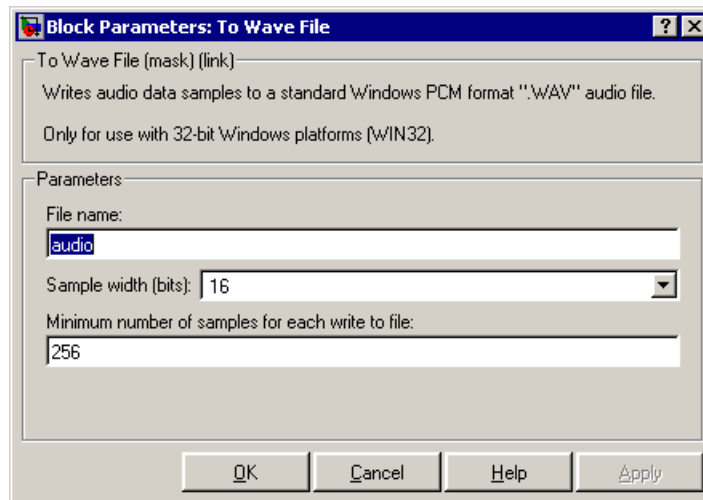 Block Parameters: To Wave File
To Wave File (mask) (link)
Writes audio data samples to a standard Windows PCM format ".WAV" audio file.
Only for use with 32-bit Windows platforms (WIN32).
Parameters
File name:
audio
Sample width (bits): 16
Minimum number of samples for each write to file:
256
OK Cancel Help Apply